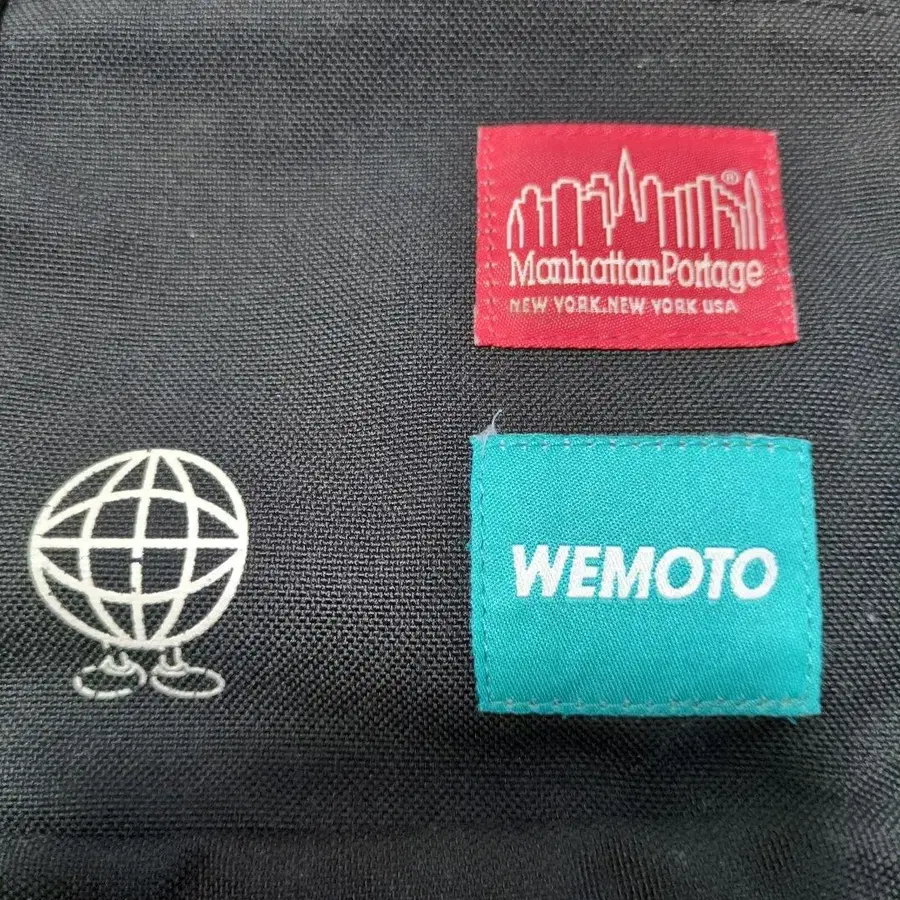 ®
ManhattanPortage
NEW YORK, NEW YORK USA
WEMOTO